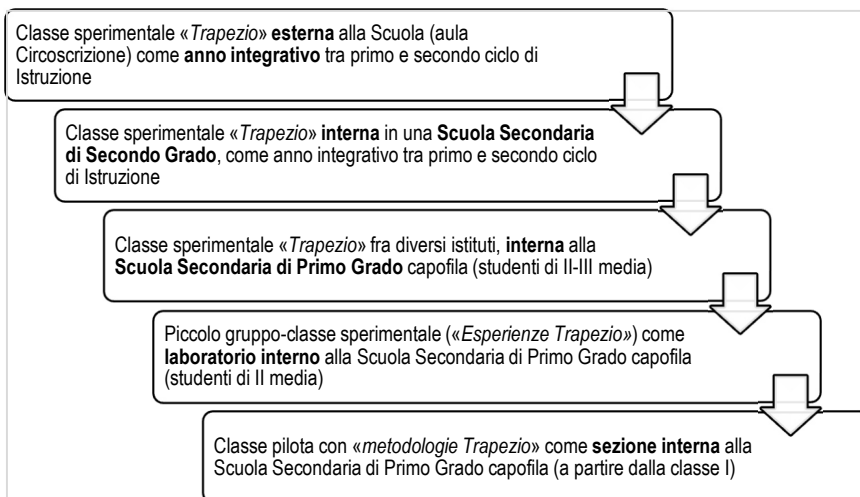 Classe sperimentale «Trapezio» esterna alla Scuola (aula
Circoscrizione) come anno integrativo tra primo e secondo ciclo di
Istruzione
Classe sperimentale «Trapezio» interna in una Scuola Secondaria
di Secondo Grado, come anno integrativo tra primo e secondo ciclo
di Istruzione
Classe sperimentale «Trapezio» fra diversi istituti, interna alla
Scuola Secondaria di Primo Grado capofila (studenti di II-III media)
Piccolo gruppo-classe sperimentale («Esperienze Trapezio») come
laboratorio interno alla Scuola Secondaria di Primo Grado capofila
(studenti di II media)
Classe pilota con «metodologie Trapezio» come sezione interna alla
Scuola Secondaria di Primo Grado capofila (a partire dalla classe I)